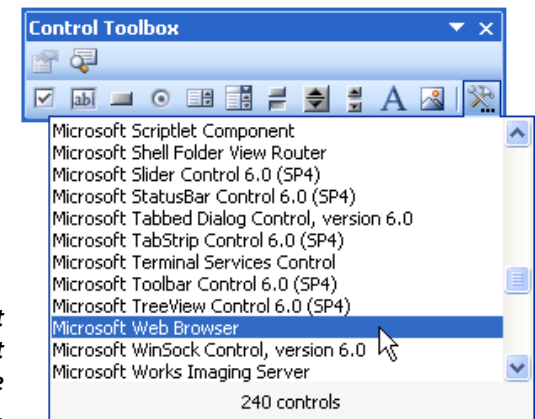 Control Toolbox
abl
A
Microsoft Scriptlet Component
Microsoft Shell Folder View Router
Microsoft Slider Control 6.0 (SP4)
Microsoft StatusBar Control 6.0 (SP4)
Microsoft Tabbed Dialog Control, version 6.0
Microsoft TabStrip Control 6.0 (SP4)
Microsoft Terminal Services Control
Microsoft Toolbar Control 6.0 (SP4)
Microsoft TreeView Control 6.0 (SP4)
Microsoft Web Browser
Microsoft WinSock Control, version 6.0
Microsoft Works Imaging Server
240 controls